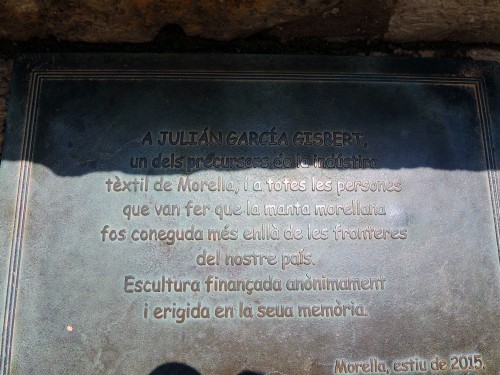 A JULIÁN GARCÍA GISBERT,
un dels precursors de la indústira
tèxtil de Morella, i a totes les persones
que van fer que la manta morellana
fos coneguda més enllà de les fronteres
del nostre país.
Escultura finançada anònimament
i erigida en la seua memòria.
Morella, estiu de 2015.